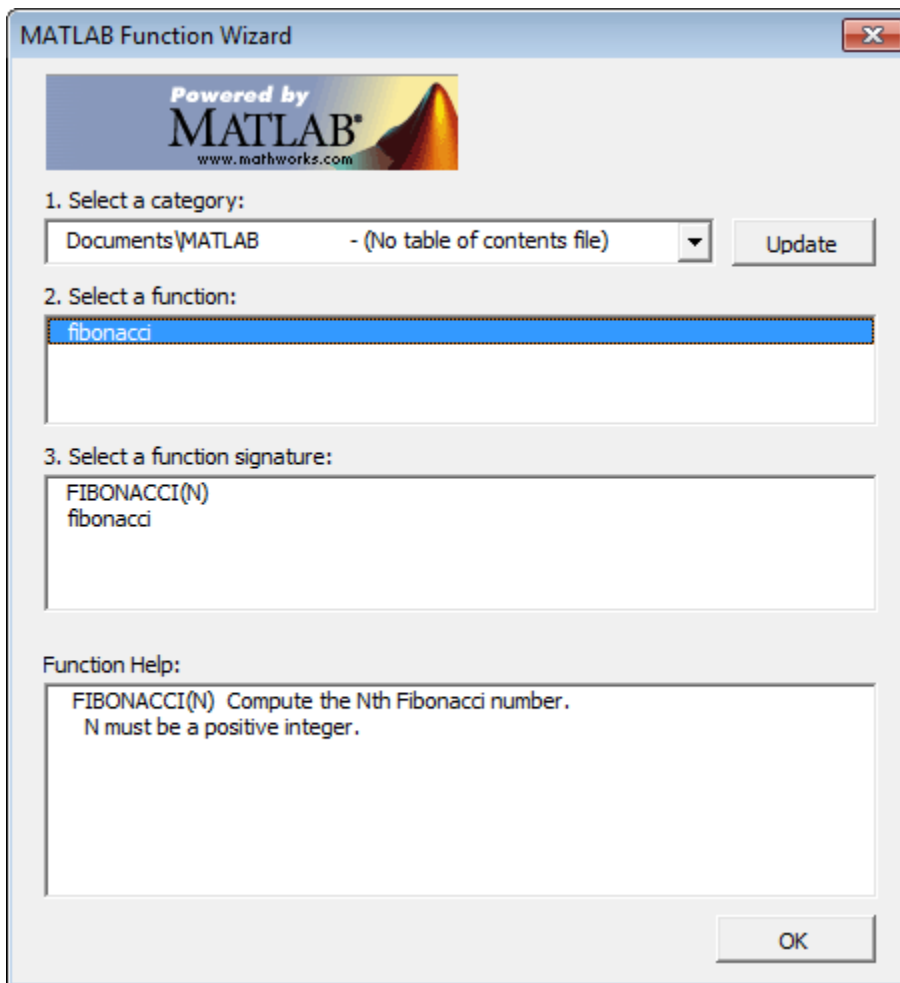 MATLAB Function Wizard
Powered by
MATLAB®
www.mathworks.com
1. Select a category:
Documents\MATLAB - (No table of contents file)
Update
2. Select a function:
fibonacci
3. Select a function signature:
FIBONACCI(N)
fibonacci
Function Help:
FIBONACCI(N) Compute the Nth Fibonacci number.
N must be a positive integer.
OK